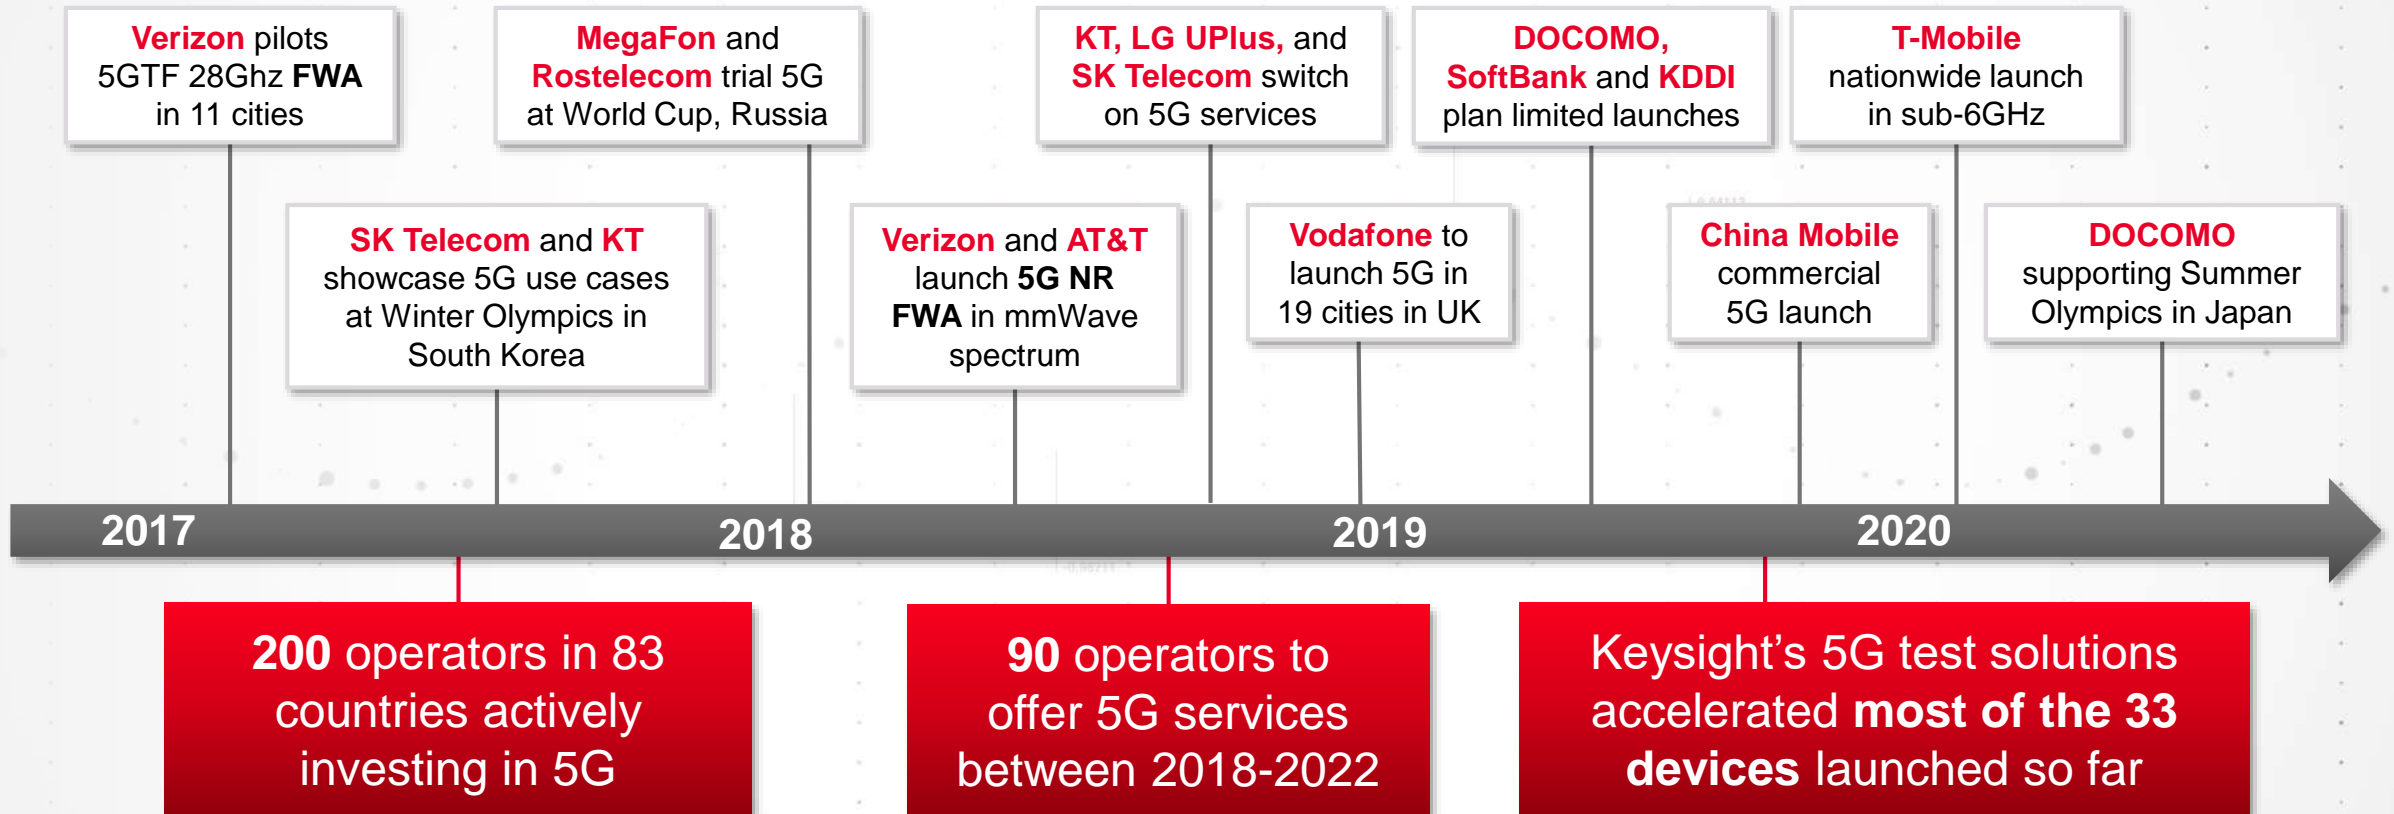 Verizon pilots
5GTF 28Ghz FWA
in 11 cities
MegaFon and
Rostelecom trial 5G
at World Cup, Russia
KT, LG UPlus, and
SK Telecom switch
on 5G services
DOCOMO,
SoftBank and KDDI
plan limited launches
T-Mobile
nationwide launch
in sub-6GHz
SK Telecom and KT
showcase 5G use cases
at Winter Olympics in
South Korea
Verizon and AT&T
launch 5G NR
FWA in mmWave
spectrum
Vodafone to
launch 5G in
19 cities in UK
China Mobile
commercial
5G launch
DOCOMO
supporting Summer
Olympics in Japan
2017
2018
2019
2020
200 operators in 83
countries actively
investing in 5G
90 operators to
offer 5G services
between 2018-2022
Keysight's 5G test solutions
accelerated most of the 33
devices launched so far